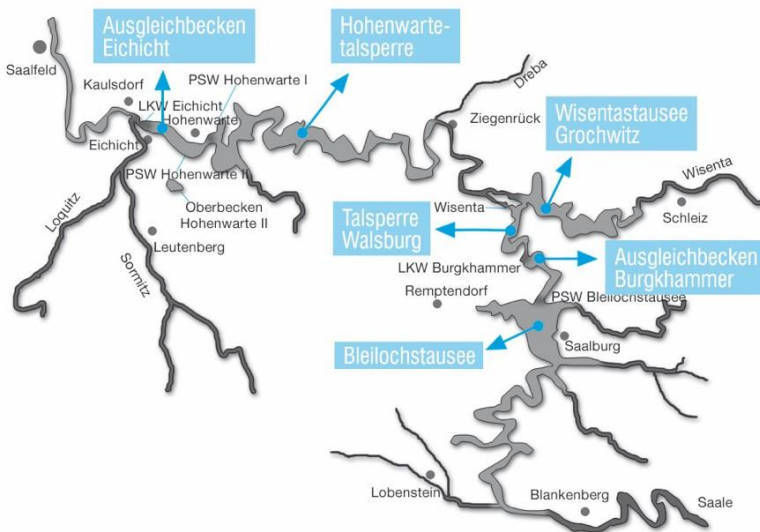 Ausgleichbecken
Eichicht
Hohenwarte-
talsperre
Saalfeld
Kaulsdorf
PSW Hohenwarte I
LKW Eichicht
Hohenwarte
Eichicht
PSW Hohenwarte II
Oberbecken
Hohenwarte II
Loquitz
Sormitz
Leutenberg
Dreba
Ziegenrück
Wisentastausee
Grochwitz
Wisenta
Wisenta
Schleiz
Talsperre
Walsburg
LKW Burgkhammer
Ausgleichbecken
Burgkhammer
Remptendorf
PSW Bleilochstausee
Bleilochstausee
Saalburg
Lobenstein
Blankenberg
Saale